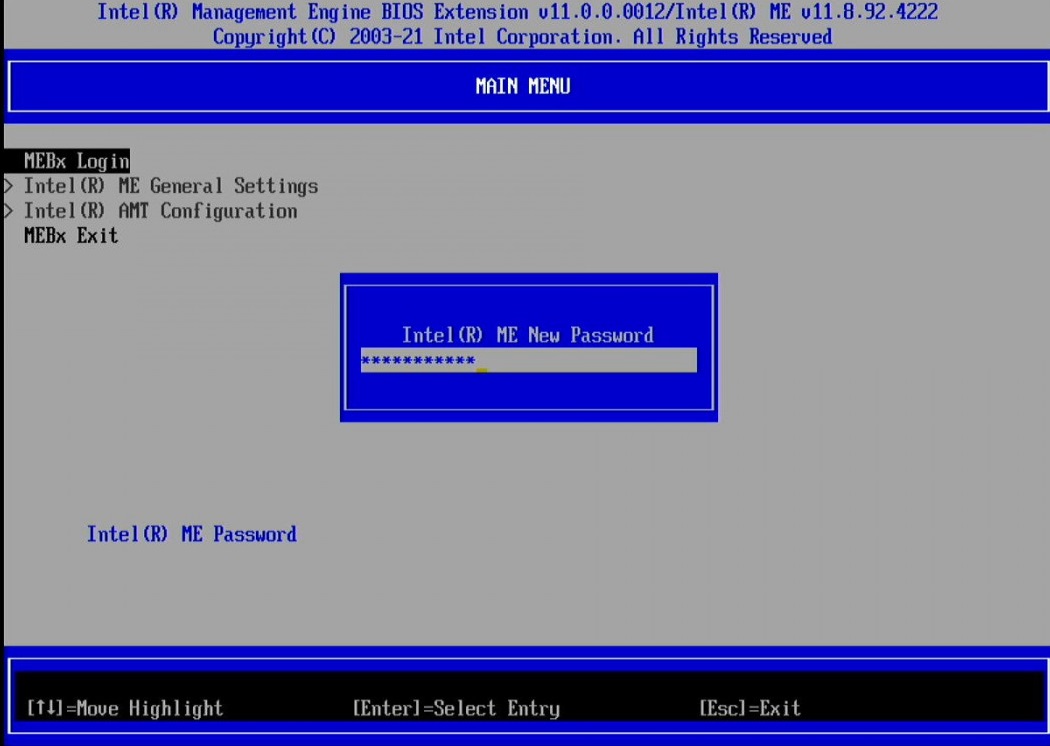 Intel(R) Management Engine BIOS Extension v11.0.0.0012/Intel(R) ME v11.8.92.4222
Copyright(C) 2003-21 Intel Corporation. All Rights Reserved
MAIN MENU
MEBx Login
> Intel(R) ME General Settings
> Intel(R) AMT Configuration
MEBx Exit
Intel(R) ME New Password
***********
Intel(R) ME Password
[↑↓]=Move Highlight [Enter]=Select Entry [Esc]=Exit